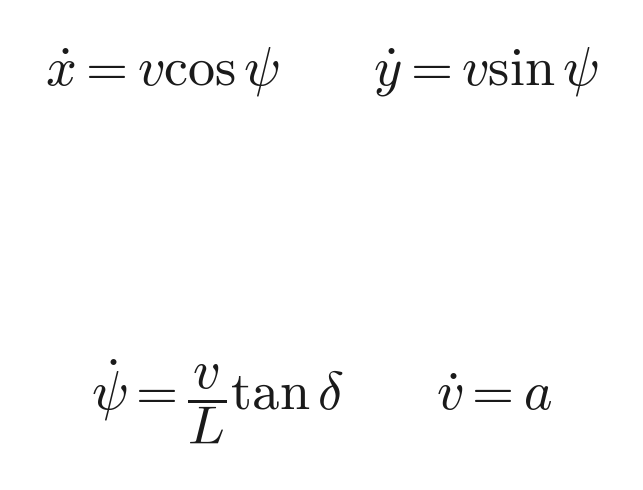 ẋ = v cos ψ ẏ = v sin ψ
ψ̇ = v/L tan δ v̇ = a